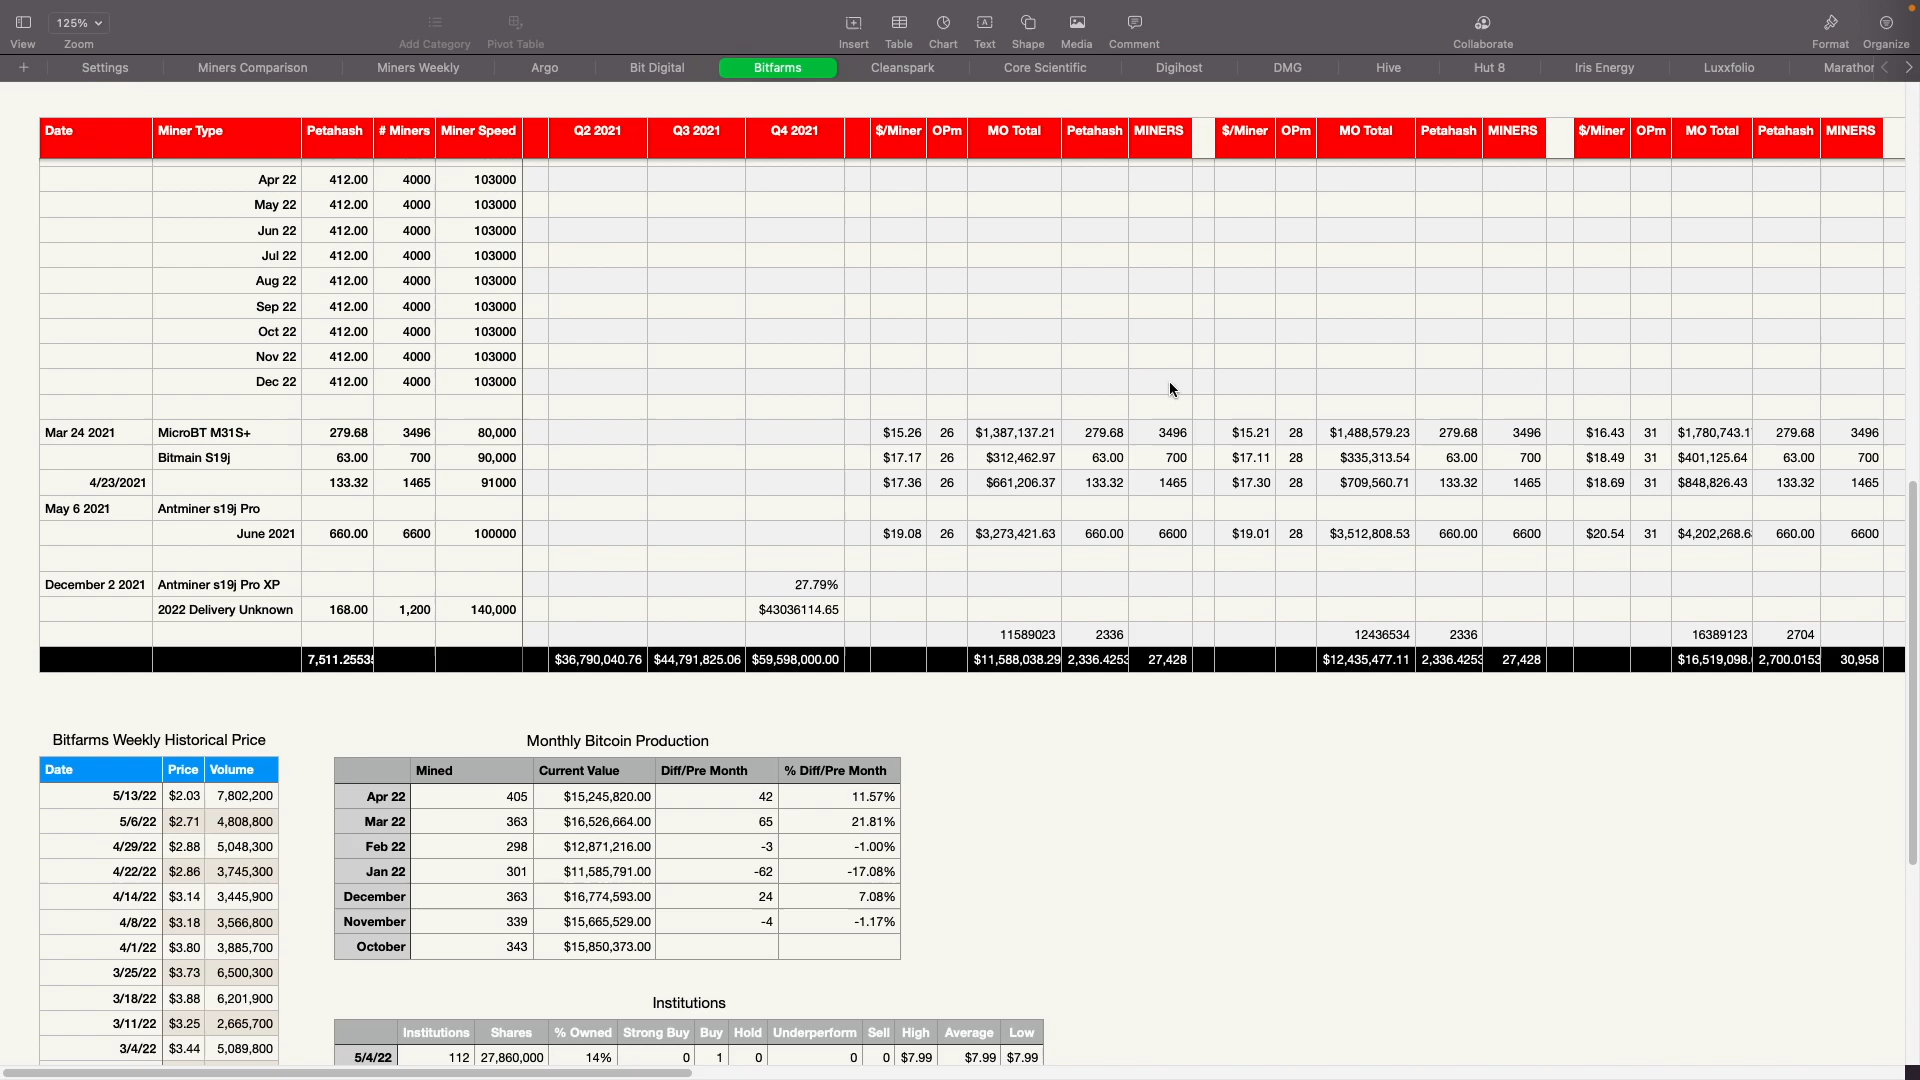 View 125% Zoom Add Category Pivot Table Insert Table Chart Text Shape Media Comment Collaborate Format Organize
+ Settings Miners Comparison Miners Weekly Argo Bit Digital Bitfarms Cleanspark Core Scientific Digihost DMG Hive Hut 8 Iris Energy Luxxfolio Marathon
Date Miner Type Petahash # Miners Miner Speed Q2 2021 Q3 2021 Q4 2021 $/Miner OPm MO Total Petahash MINERS $/Miner OPm MO Total Petahash MINERS $/Miner OPm MO Total Petahash MINERS
Apr 22 412.00 4000 103000
May 22 412.00 4000 103000
Jun 22 412.00 4000 103000
Jul 22 412.00 4000 103000
Aug 22 412.00 4000 103000
Sep 22 412.00 4000 103000
Oct 22 412.00 4000 103000
Nov 22 412.00 4000 103000
Dec 22 412.00 4000 103000
Mar 24 2021 MicroBT M31S+ 279.68 3496 80,000 $15.26 26 $1,387,137.21 279.68 3496 $15.21 28 $1,488,579.23 279.68 3496 $16.43 31 $1,780,743.1 279.68 3496
Bitmain S19j 63.00 700 90,000 $17.17 26 $312,462.97 63.00 700 $17.11 28 $335,313.54 63.00 700 $18.49 31 $401,125.64 63.00 700
4/23/2021 133.32 1465 91000 $17.36 26 $661,206.37 133.32 1465 $17.30 28 $709,560.71 133.32 1465 $18.69 31 $848,826.43 133.32 1465
May 6 2021 Antminer s19j Pro
June 2021 660.00 6600 100000 $19.08 26 $3,273,421.63 660.00 6600 $19.01 28 $3,512,808.53 660.00 6600 $20.54 31 $4,202,268.6 660.00 6600
December 2 2021 Antminer s19j Pro XP 27.79%
2022 Delivery Unknown 168.00 1,200 140,000 $43036114.65
11589023 2336 12436534 2336 16389123 2704
7,511.2553 $36,790,040.76 $44,791,825.06 $59,598,000.00 $11,588,038.29 2,336.4253 27,428 $12,435,477.11 2,336.4253 27,428 $16,519,098. 2,700.0153 30,958
Bitfarms Weekly Historical Price
Date Price Volume
5/13/22 $2.03 7,802,200
5/6/22 $2.71 4,808,800
4/29/22 $2.88 5,048,300
4/22/22 $2.86 3,745,300
4/14/22 $3.14 3,445,900
4/8/22 $3.18 3,566,800
4/1/22 $3.80 3,885,700
3/25/22 $3.73 6,500,300
3/18/22 $3.88 6,201,900
3/11/22 $3.25 2,665,700
3/4/22 $3.44 5,089,800
Monthly Bitcoin Production
Mined Current Value Diff/Pre Month % Diff/Pre Month
Apr 22 405 $15,245,820.00 42 11.57%
Mar 22 363 $16,526,664.00 65 21.81%
Feb 22 298 $12,871,216.00 -3 -1.00%
Jan 22 301 $11,585,791.00 -62 -17.08%
December 363 $16,774,593.00 24 7.08%
November 339 $15,665,529.00 -4 -1.17%
October 343 $15,850,373.00
Institutions
Institutions Shares % Owned Strong Buy Buy Hold Underperform Sell High Average Low
5/4/22 112 27,860,000 14% 0 1 0 0 0 $7.99 $7.99 $7.99